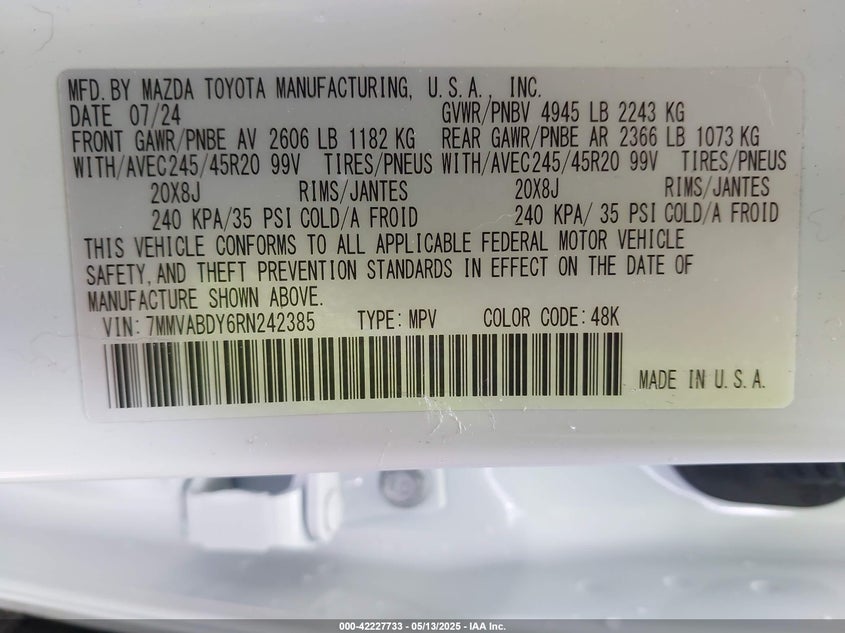 MFD. BY MAZDA TOYOTA MANUFACTURING, U.S.A., INC.
DATE 07/24 GVWR/PNBV 4945 LB 2243 KG
FRONT GAWR/PNBE AV 2606 LB 1182 KG REAR GAWR/PNBE AR 2366 LB 1073 KG
WITH/AVEC245/45R20 99V TIRES/PNEUS WITH/AVEC245/45R20 99V TIRES/PNEUS
20X8J RIMS/JANTES 20X8J RIMS/JANTES
240 KPA/35 PSI COLD/A FROID 240 KPA/ 35 PSI COLD/A FROID
THIS VEHICLE CONFORMS TO ALL APPLICABLE FEDERAL MOTOR VEHICLE
SAFETY, AND THEFT PREVENTION STANDARDS IN EFFECT ON THE DATE OF
MANUFACTURE SHOWN ABOVE.
VIN: 7MMVABDY6RN242385 TYPE: MPV COLOR CODE: 48K
MADE IN U.S.A.
000-42227733 — 05/13/2025 — IAA Inc.